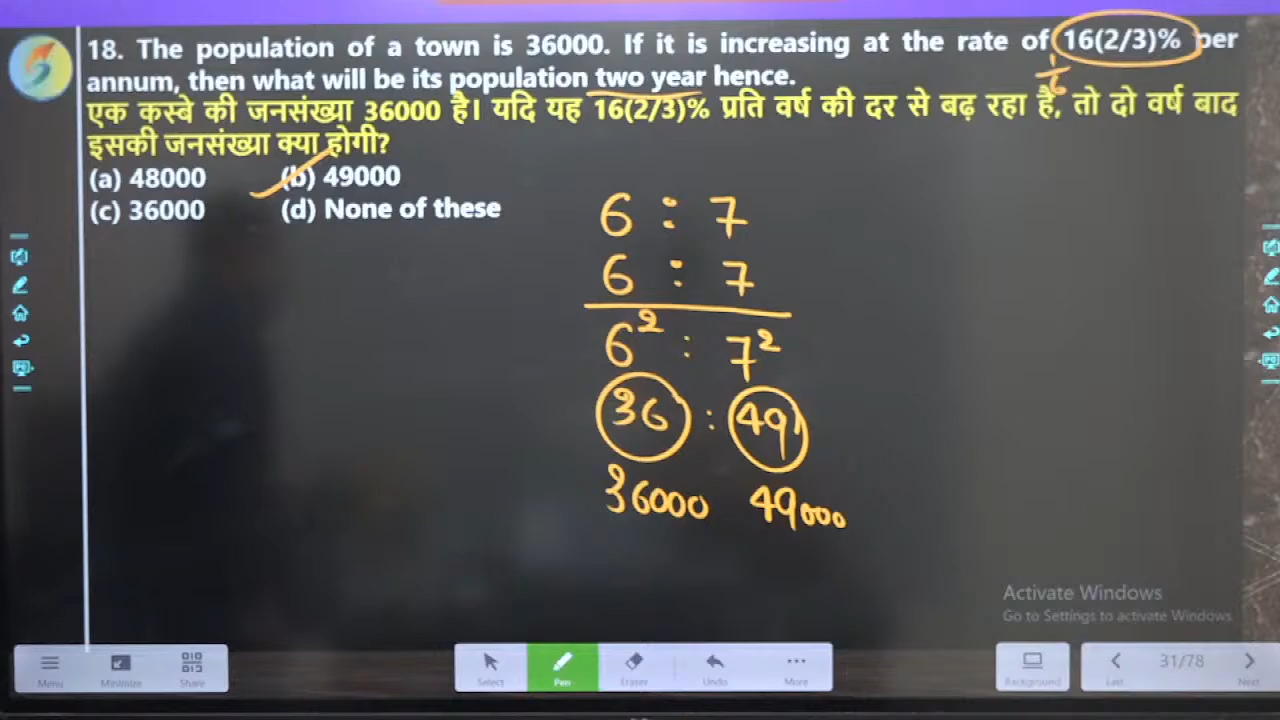 18. The population of a town is 36000. If it is increasing at the rate of 16(2/3)% per
1/6
annum, then what will be its population two year hence.
एक कस्बे की जनसंख्या 36000 है। यदि यह 16(2/3)% प्रति वर्ष की दर से बढ़ रहा है, तो दो वर्ष बाद
इसकी जनसंख्या क्या होगी?
(a) 48000 (b) 49000
(c) 36000 (d) None of these
6 : 7
6 : 7
6² : 7²
36 : 49
36000 49000
Activate Windows
Go to Settings to activate Windows
Menu Minimize Share Select Pen Eraser Undo More Background Last 31/78 Next